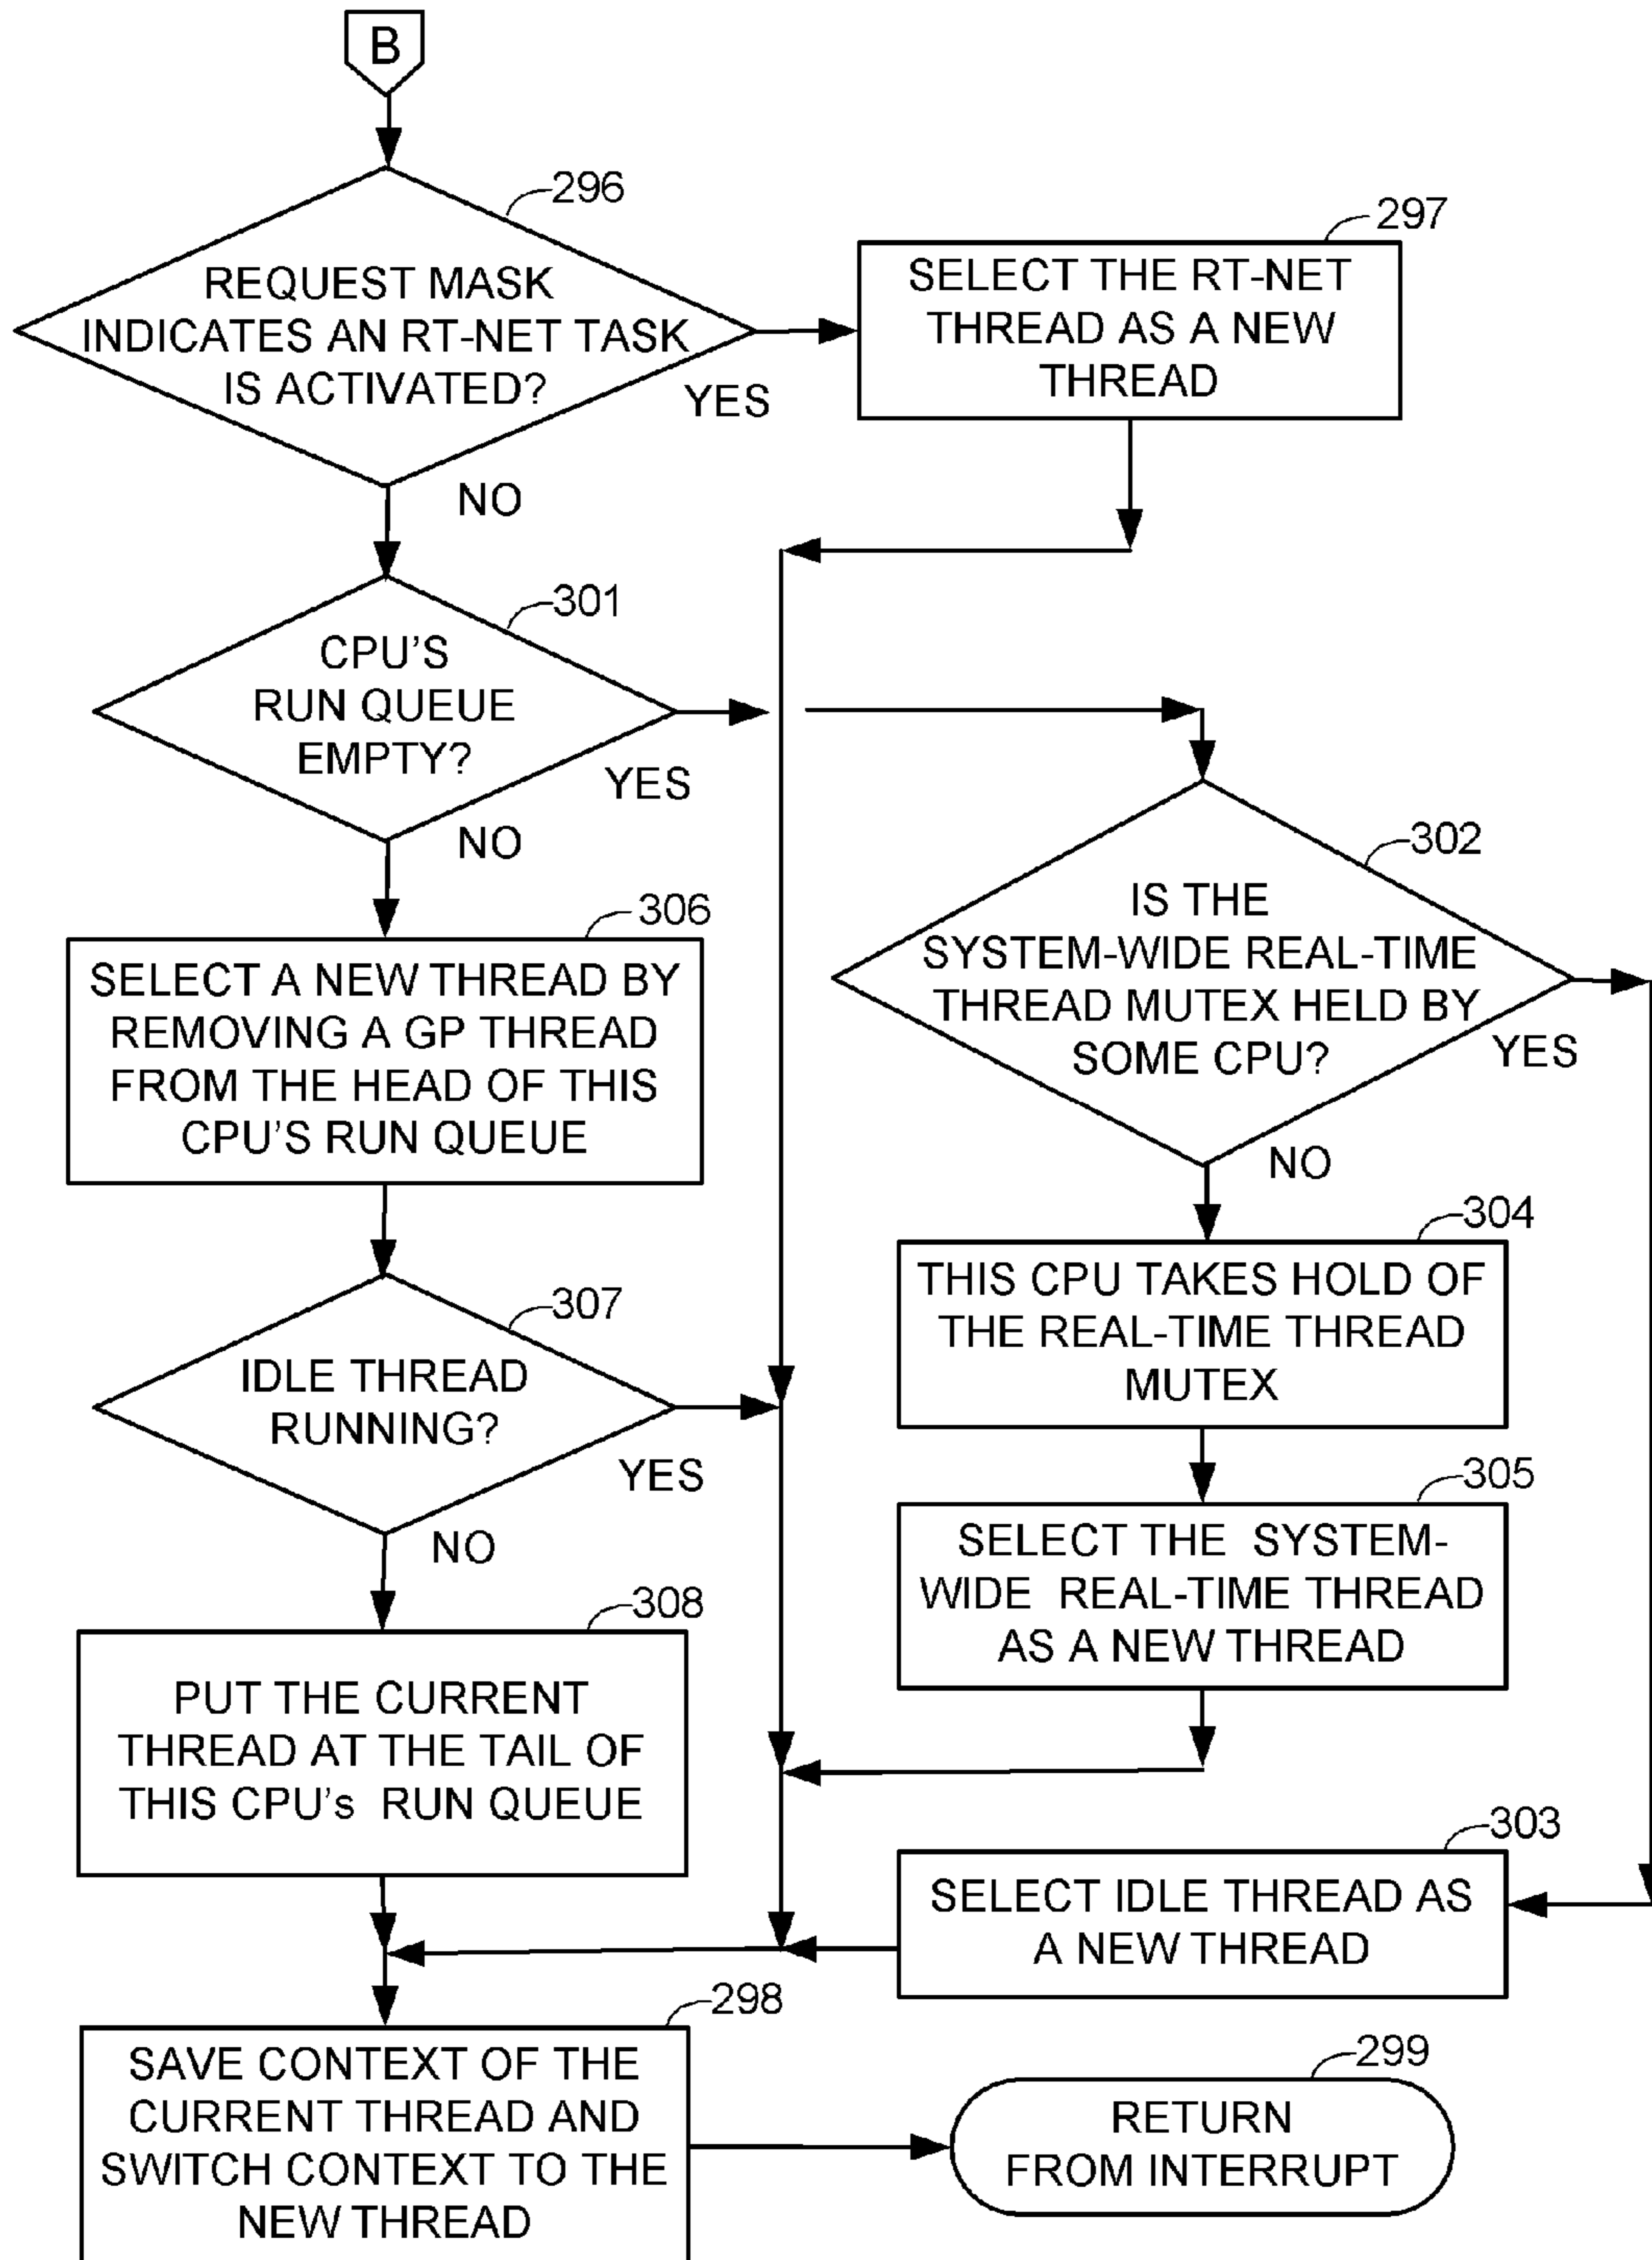 B
296
REQUEST MASK
INDICATES AN RT-NET TASK
IS ACTIVATED?
YES
NO
297
SELECT THE RT-NET
THREAD AS A NEW
THREAD
301
CPU'S
RUN QUEUE
EMPTY?
YES
NO
302
IS THE
SYSTEM-WIDE REAL-TIME
THREAD MUTEX HELD BY
SOME CPU?
YES
NO
306
SELECT A NEW THREAD BY
REMOVING A GP THREAD
FROM THE HEAD OF THIS
CPU'S RUN QUEUE
304
THIS CPU TAKES HOLD OF
THE REAL-TIME THREAD
MUTEX
307
IDLE THREAD
RUNNING?
YES
NO
305
SELECT THE SYSTEM-
WIDE REAL-TIME THREAD
AS A NEW THREAD
308
PUT THE CURRENT
THREAD AT THE TAIL OF
THIS CPU's RUN QUEUE
303
SELECT IDLE THREAD AS
A NEW THREAD
298
SAVE CONTEXT OF THE
CURRENT THREAD AND
SWITCH CONTEXT TO THE
NEW THREAD
299
RETURN
FROM INTERRUPT